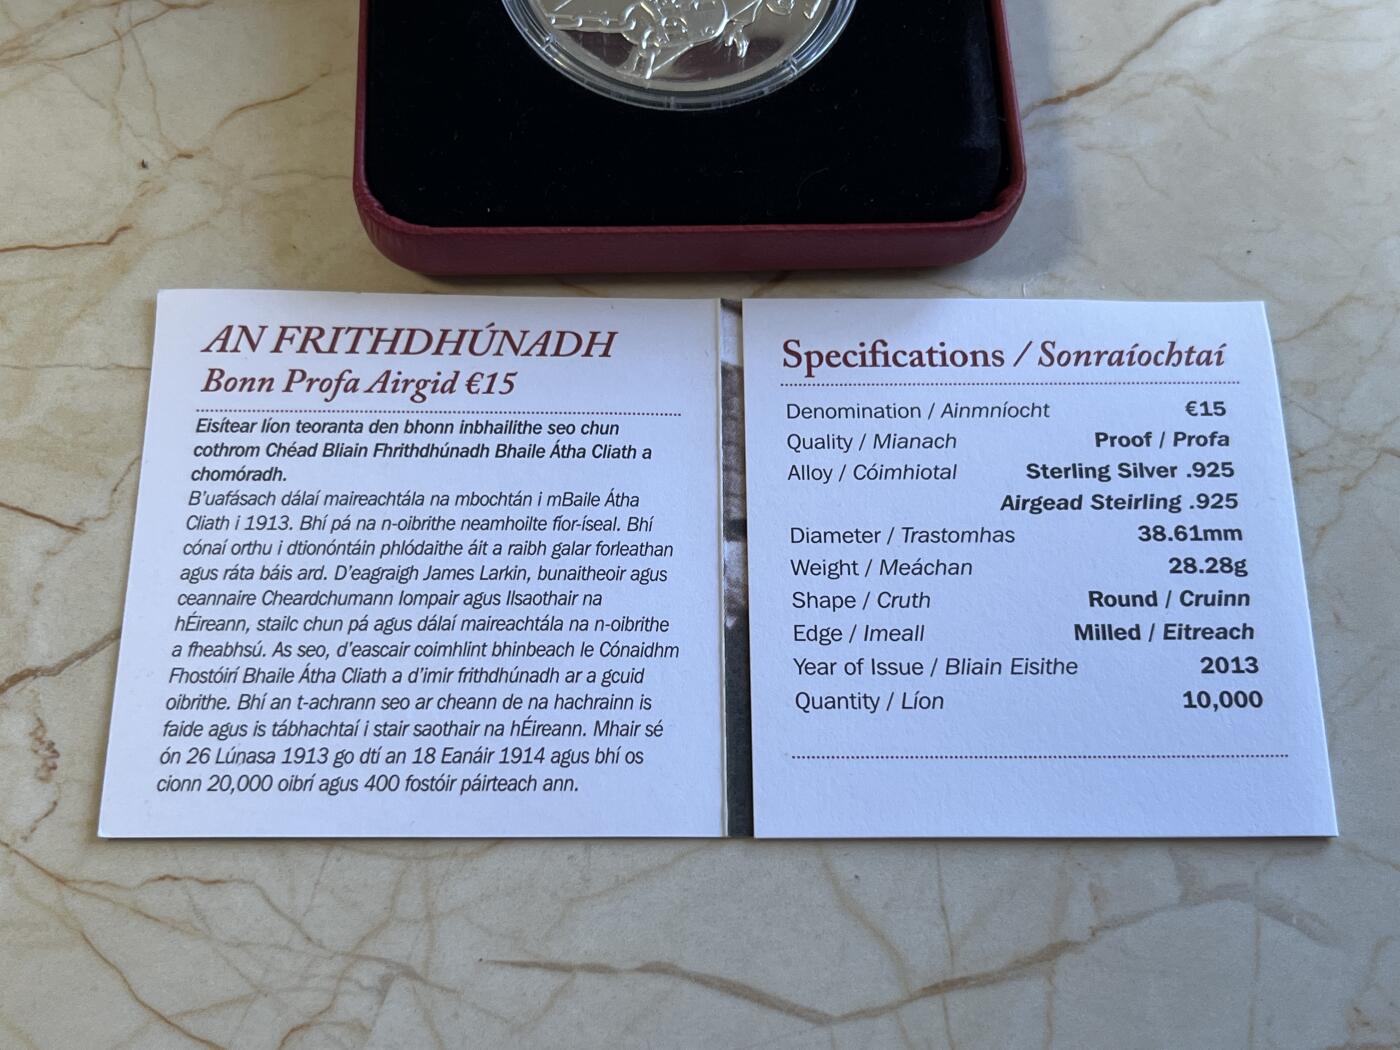 AN FRITHDHÚNADH
Bonn Profa Airgid €15
Eisítear líon teoranta den bhonn inbhailithe seo chun
cothrom Chéad Bliain Fhrithdhúnadh Bhaile Átha Cliath a
chomóradh.
B'uafásach dálaí maireachtála na mbochtán i mBaile Átha
Cliath i 1913. Bhí pá na n-oibrithe neamhoilte fíor-íseal. Bhí
cónaí orthu i dtionóntáin phlódaithe áit a raibh galar forleathan
agus ráta báis ard. D'eagraigh James Larkin, bunaitheoir agus
ceannaire Cheardchumann Iompair agus Ilsaothair na
hÉireann, stailc chun pá agus dálaí maireachtála na n-oibrithe
a fheabhsú. As seo, d'eascair coimhlint bhinbeach le Cónaidhm
Fhostóirí Bhaile Átha Cliath a d'imir frithdhúnadh ar a gcuid
oibrithe. Bhí an t-achrann seo ar cheann de na hachrainn is
faide agus is tábhachtaí i stair saothair na hÉireann. Mhair sé
ón 26 Lúnasa 1913 go dtí an 18 Eanáir 1914 agus bhí os
cionn 20,000 oibrí agus 400 fostóir páirteach ann.
Specifications / Sonraíochtaí
Denomination / Ainmníocht €15
Quality / Mianach Proof / Profa
Alloy / Cóimhiotal Sterling Silver .925
Airgead Steirling .925
Diameter / Trastomhas 38.61mm
Weight / Meáchan 28.28g
Shape / Cruth Round / Cruinn
Edge / Imeall Milled / Eitreach
Year of Issue / Bliain Eisithe 2013
Quantity / Líon 10,000